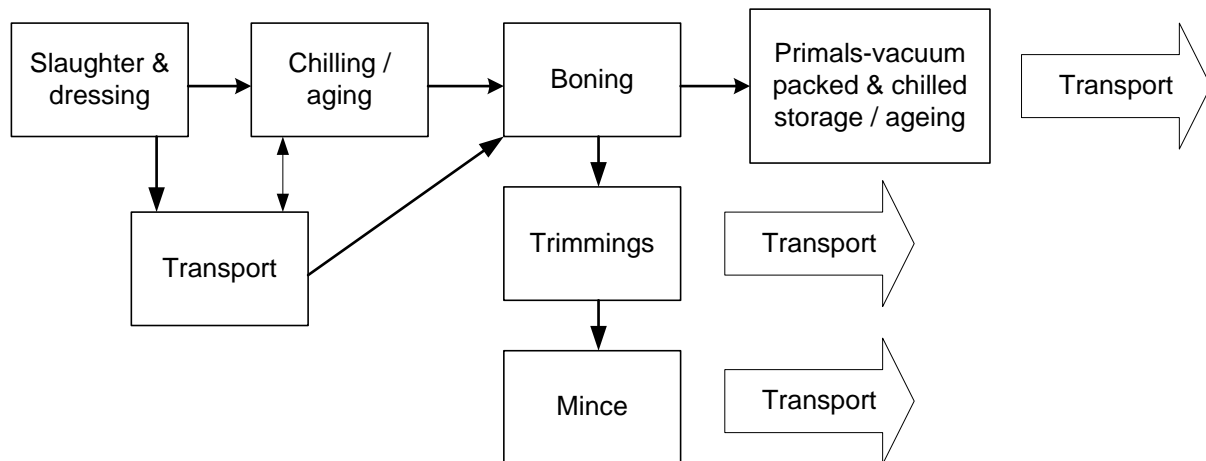 Slaughter &
dressing
Chilling /
aging
Boning
Primals-vacuum
packed & chilled
storage / ageing
Transport
Transport
Trimmings
Transport
Mince
Transport